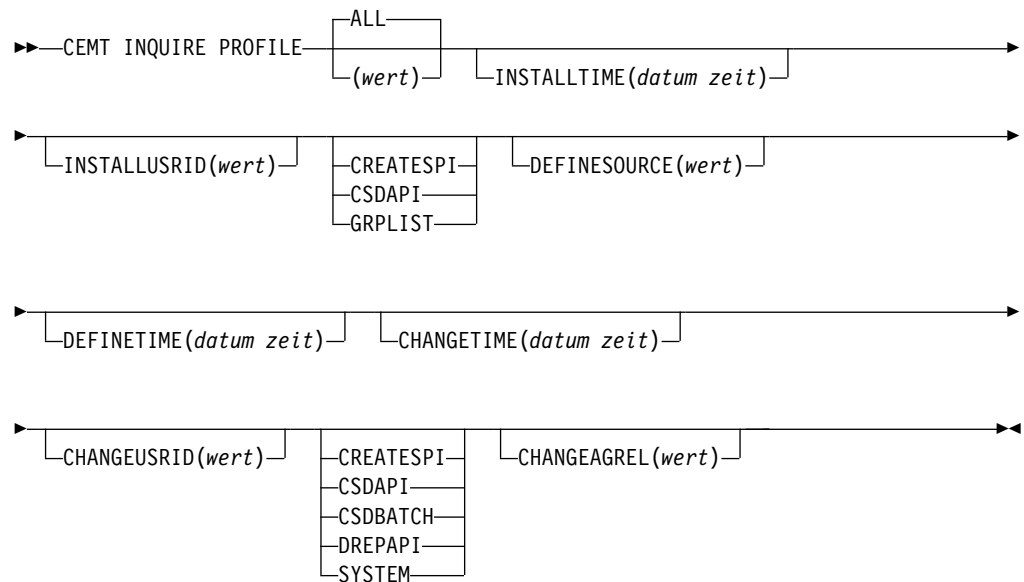 ALL
CEMT INQUIRE PROFILE
(wert)
INSTALLTIME(datum zeit)
INSTALLUSRID(wert)
CREATESPI
CSDAPI
GRPLIST
DEFINESOURCE(wert)
DEFINETIME(datum zeit)
CHANGETIME(datum zeit)
CHANGEUSRID(wert)
CREATESPI
CSDAPI
CSDBATCH
DREPAPI
SYSTEM
CHANGEAGREL(wert)